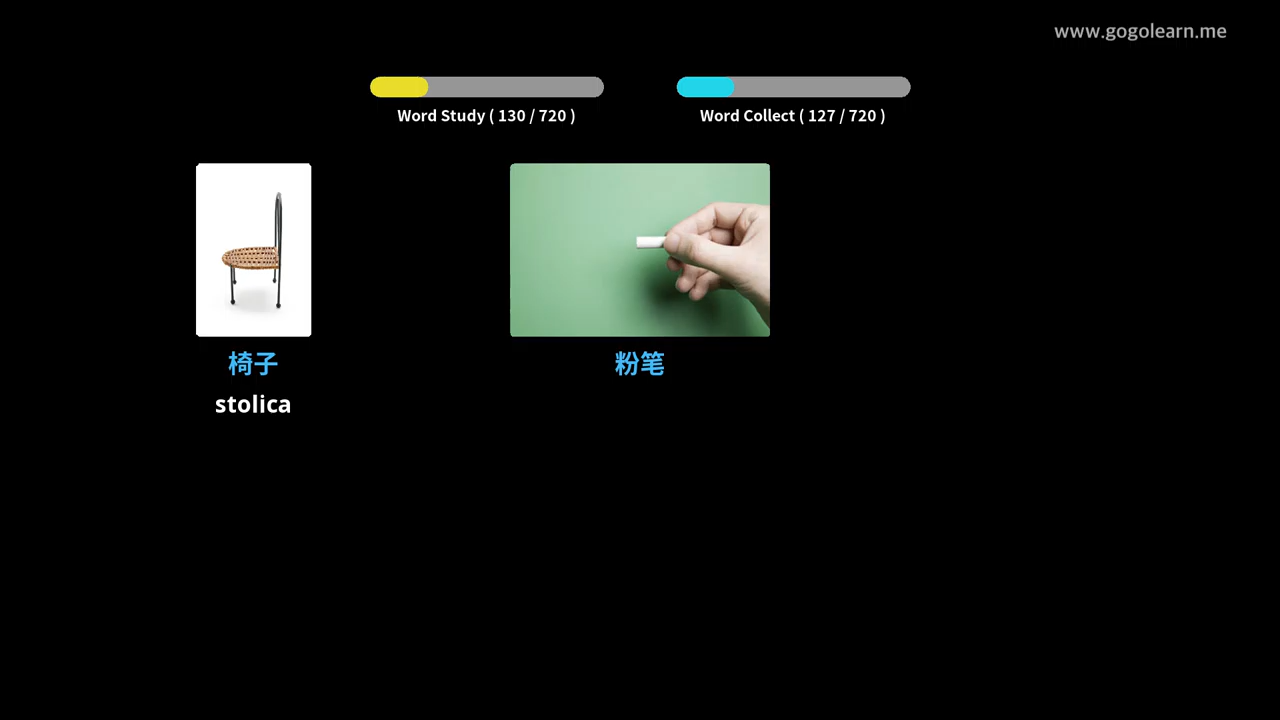 www.gogolearn.me
Word Study ( 130 / 720 )
Word Collect ( 127 / 720 )
椅子
粉笔
stolica